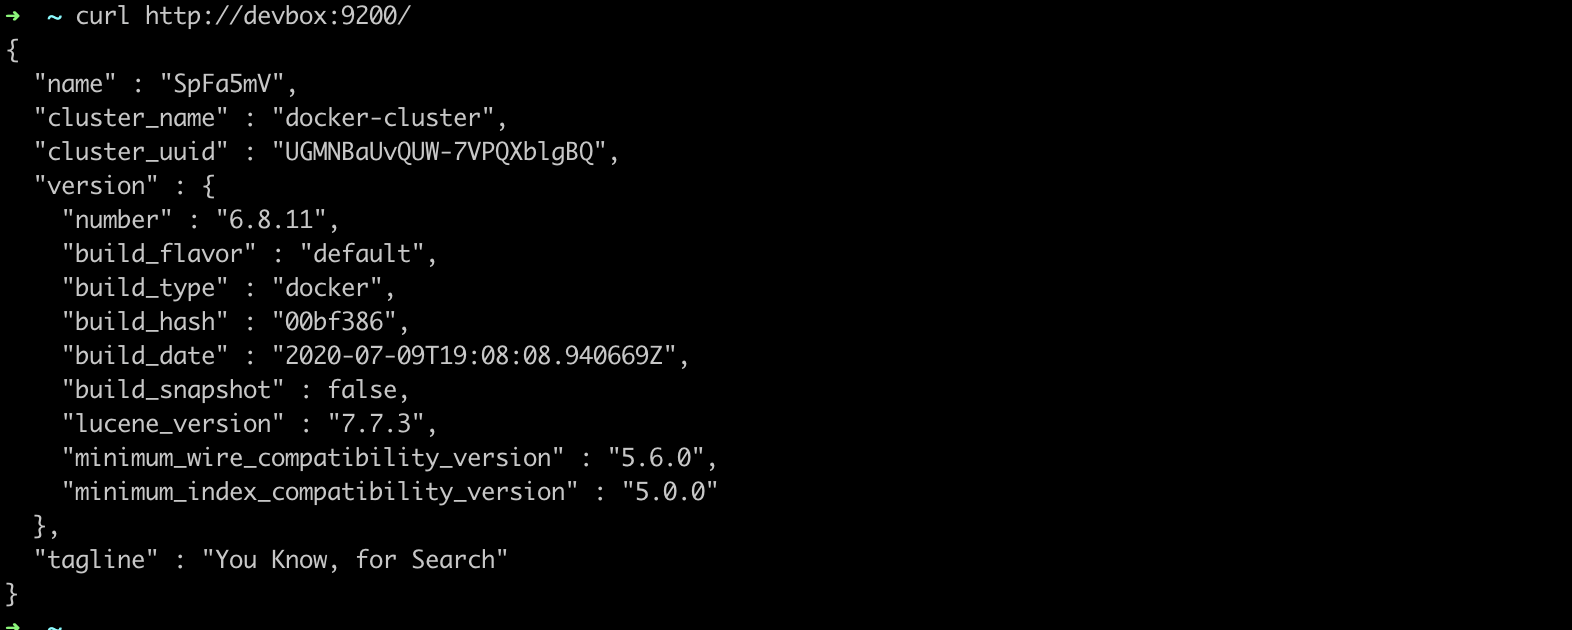 ➜  ~ curl http://devbox:9200/
{
  "name" : "SpFa5mV",
  "cluster_name" : "docker-cluster",
  "cluster_uuid" : "UGMNBaUvQUW-7VPQXblgBQ",
  "version" : {
    "number" : "6.8.11",
    "build_flavor" : "default",
    "build_type" : "docker",
    "build_hash" : "00bf386",
    "build_date" : "2020-07-09T19:08:08.940669Z",
    "build_snapshot" : false,
    "lucene_version" : "7.7.3",
    "minimum_wire_compatibility_version" : "5.6.0",
    "minimum_index_compatibility_version" : "5.0.0"
  },
  "tagline" : "You Know, for Search"
}
➜  ~